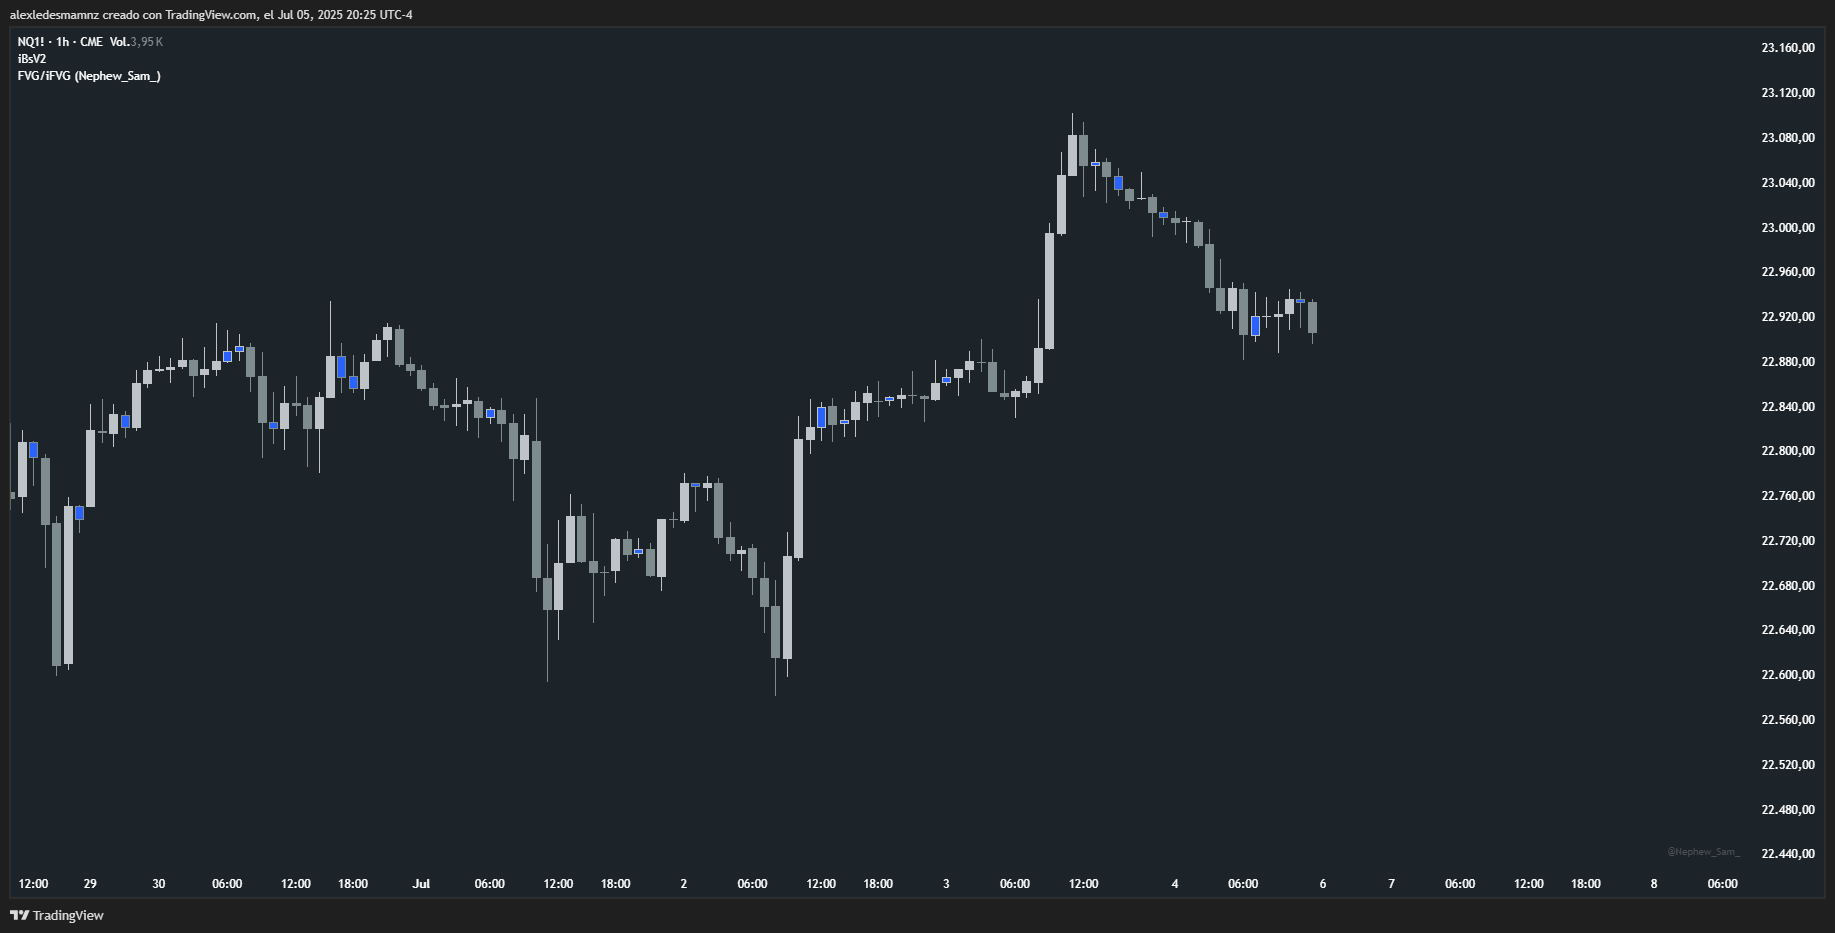 alexledesmamnz creado con TradingView.com, el Jul 05, 2025 20:25 UTC-4
NQ1! · 1h · CME Vol.3,95 K
iBsV2
FVG/iFVG (Nephew_Sam_)
23.160,00
23.120,00
23.080,00
23.040,00
23.000,00
22.960,00
22.920,00
22.880,00
22.840,00
22.800,00
22.760,00
22.720,00
22.680,00
22.640,00
22.600,00
22.560,00
22.520,00
22.480,00
22.440,00
@Nephew_Sam_
12:00 29 30 06:00 12:00 18:00 Jul 06:00 12:00 18:00 2 06:00 12:00 18:00 3 06:00 12:00 4 06:00 6 7 06:00 12:00 18:00 8 06:00
TradingView